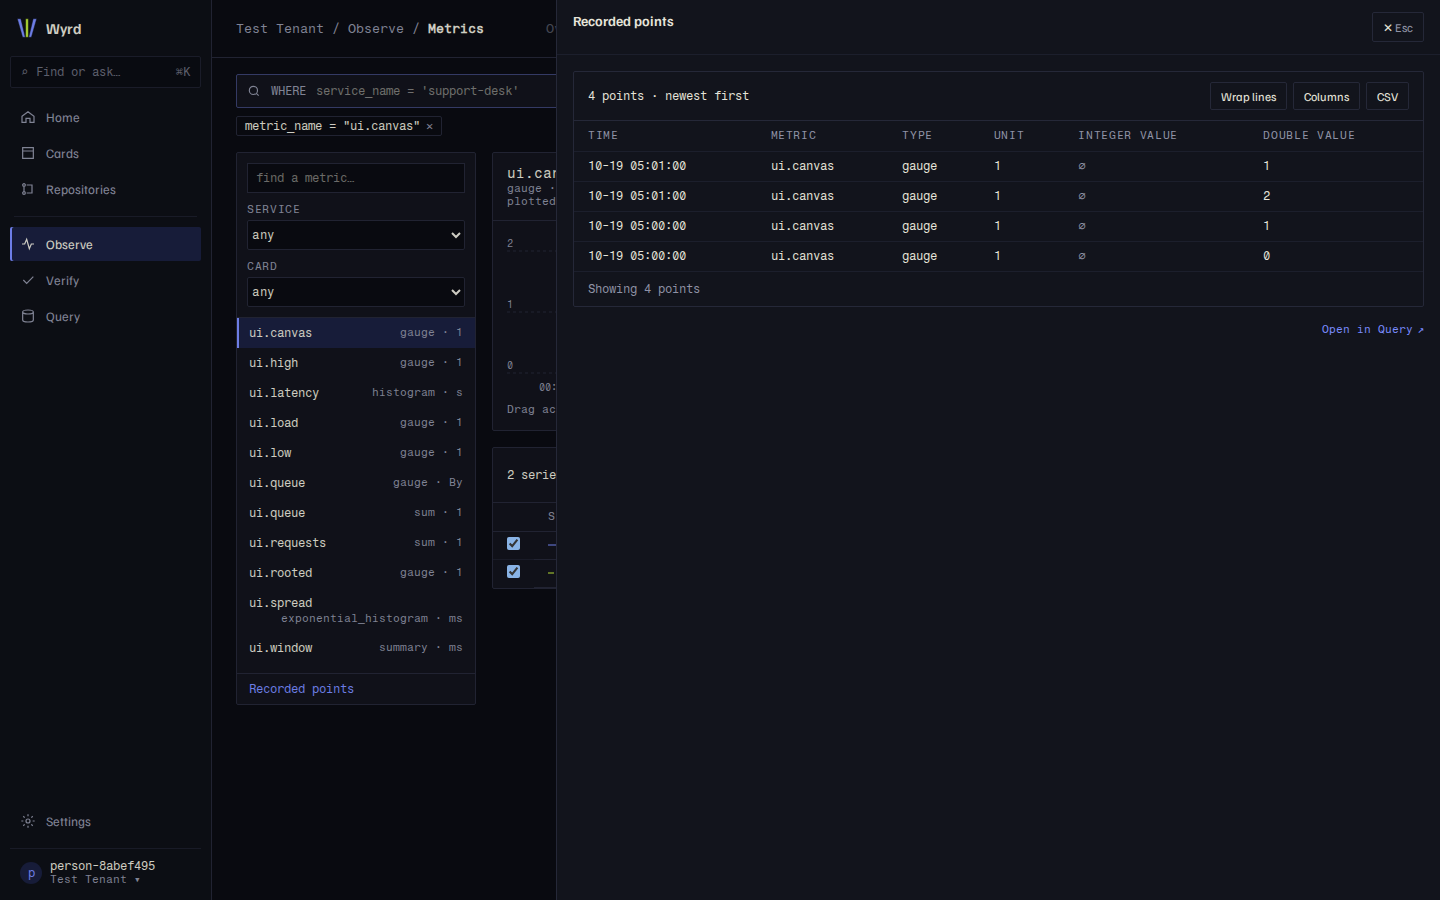 Wyrd
Find or ask… ⌘K
Home
Cards
Repositories
Observe
Verify
Query
Settings
p
person-8abef495
Test Tenant ▾
Test Tenant / Observe / Metrics
WHERE service_name = 'support-desk'
metric_name = "ui.canvas" ×
find a metric…
SERVICE
any
CARD
any
ui.canvas gauge · 1
ui.high gauge · 1
ui.latency histogram · s
ui.load gauge · 1
ui.low gauge · 1
ui.queue gauge · By
ui.queue sum · 1
ui.requests sum · 1
ui.rooted gauge · 1
ui.spread
exponential_histogram · ms
ui.window summary · ms
Recorded points
ui.can
gauge ·
plotted
2
1
0
00:
Drag ac
2 serie
S
Recorded points
✕ Esc
4 points · newest first
Wrap lines Columns CSV
TIME METRIC TYPE UNIT INTEGER VALUE DOUBLE VALUE
10-19 05:01:00 ui.canvas gauge 1 ∅ 1
10-19 05:01:00 ui.canvas gauge 1 ∅ 2
10-19 05:00:00 ui.canvas gauge 1 ∅ 1
10-19 05:00:00 ui.canvas gauge 1 ∅ 0
Showing 4 points
Open in Query ↗